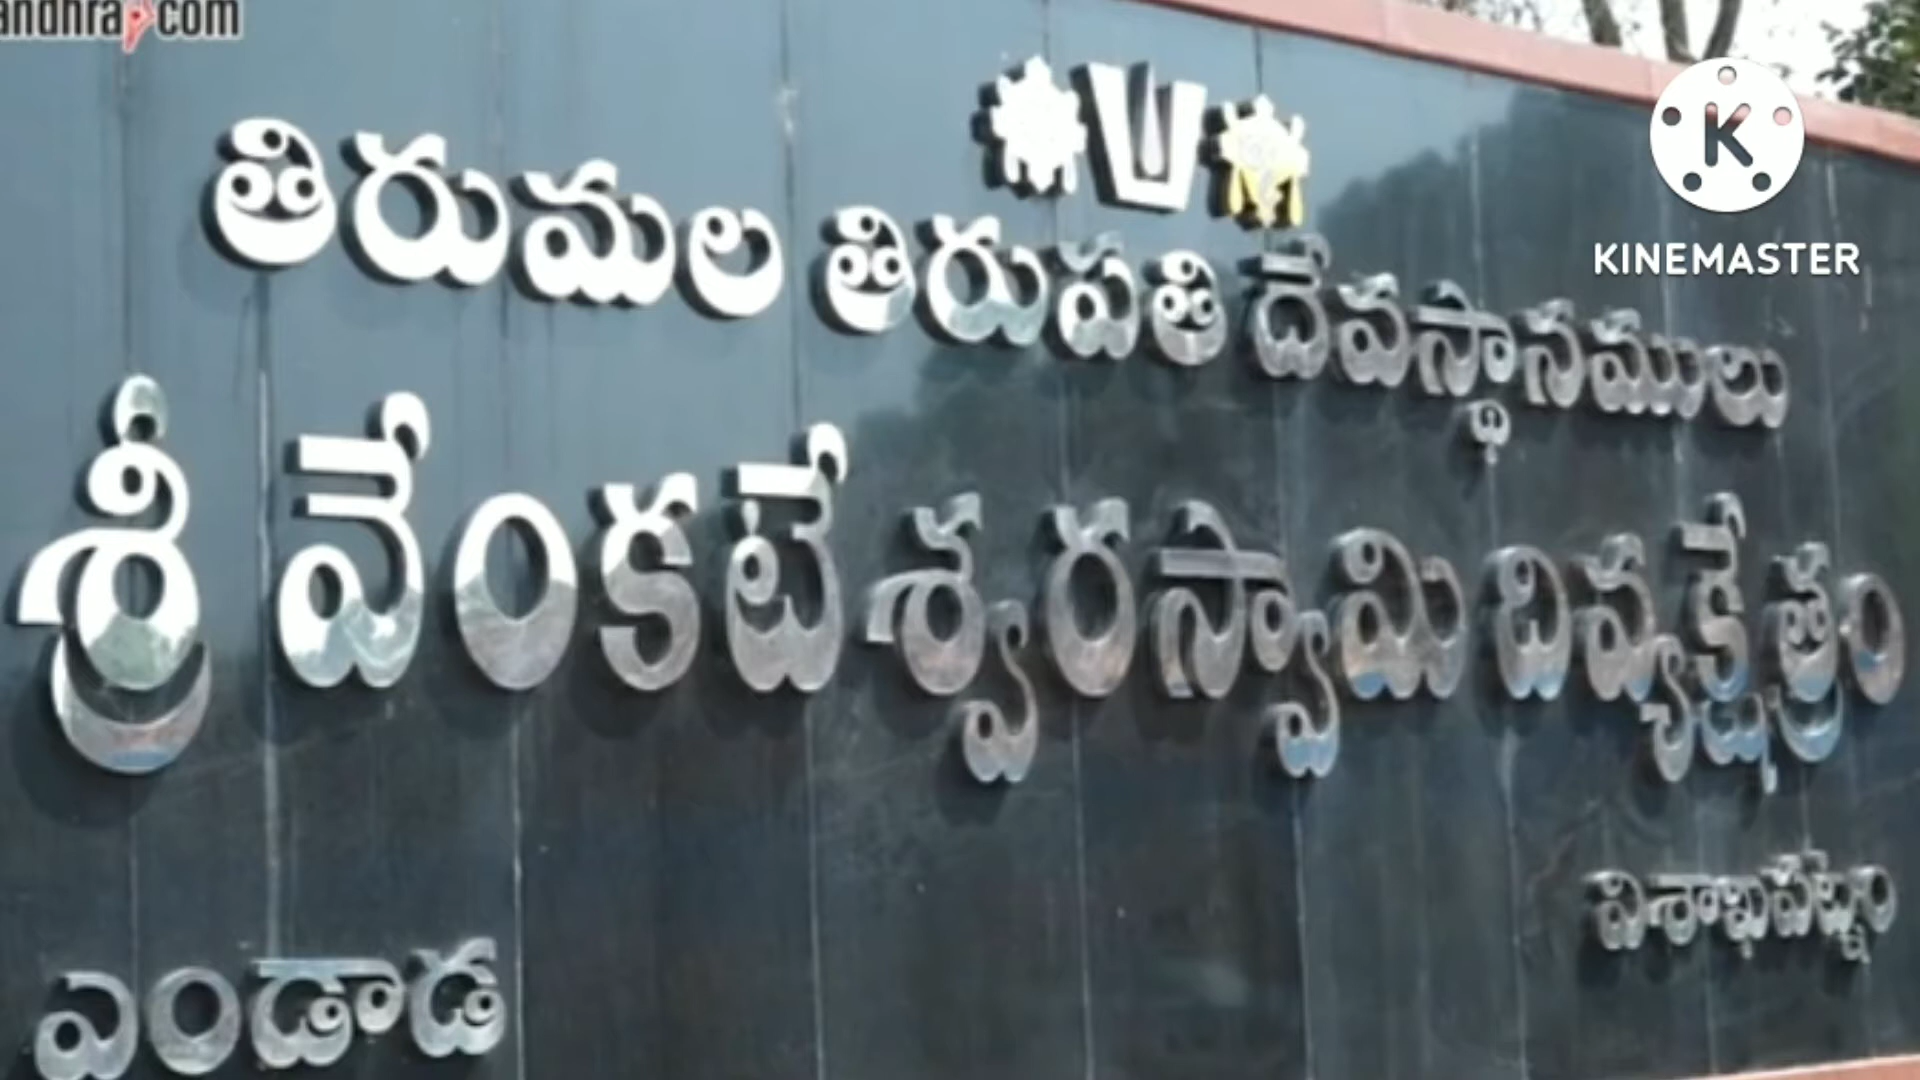 andhra com
KINEMASTER
తిరుమల తిరుపతి దేవస్థానములు
శ్రీ వేంకటేశ్వరస్వామి దివ్యక్షేత్రం
విశాఖపట్నం
ఎండాడ